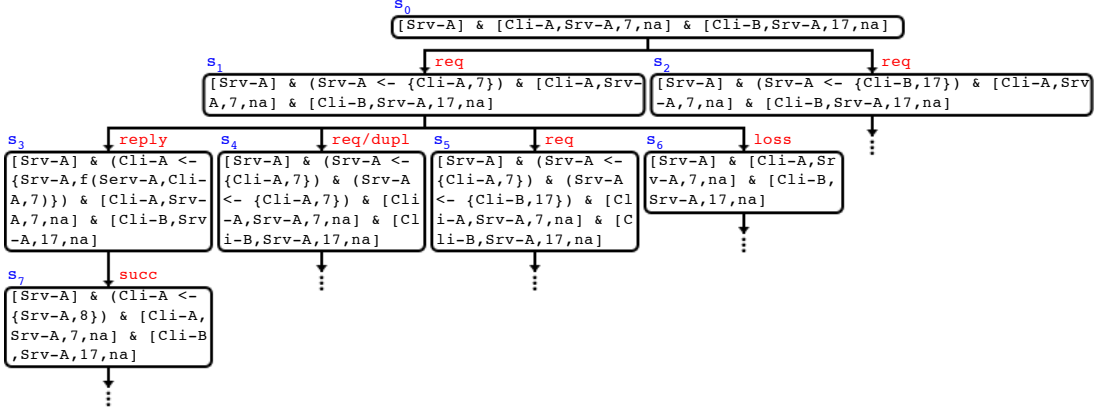 s0
[Srv-A] & [Cli-A,Srv-A,7,na] & [Cli-B,Srv-A,17,na]
s1
req
s2
req
[Srv-A] & (Srv-A <- {Cli-A,7}) & [Cli-A,Srv-
A,7,na] & [Cli-B,Srv-A,17,na]
[Srv-A] & (Srv-A <- {Cli-B,17}) & [Cli-A,Srv
-A,7,na] & [Cli-B,Srv-A,17,na]
s3
reply
s4
req/dupl
s5
req
s6
loss
[Srv-A] & (Cli-A <-
{Srv-A,f(Serv-A,Cli-
A,7)}) & [Cli-A,Srv-
A,7,na] & [Cli-B,Srv
-A,17,na]
[Srv-A] & (Srv-A <-
{Cli-A,7}) & (Srv-A
<- {Cli-A,7}) & [Cli
-A,Srv-A,7,na] & [Cl
i-B,Srv-A,17,na]
[Srv-A] & (Srv-A <-
{Cli-A,7}) & (Srv-A
<- {Cli-B,17}) & [Cl
i-A,Srv-A,7,na] & [C
li-B,Srv-A,17,na]
[Srv-A] & [Cli-A,Sr
v-A,7,na] & [Cli-B,
Srv-A,17,na]
s7
succ
[Srv-A] & (Cli-A <-
{Srv-A,8}) & [Cli-A,
Srv-A,7,na] & [Cli-B
,Srv-A,17,na]